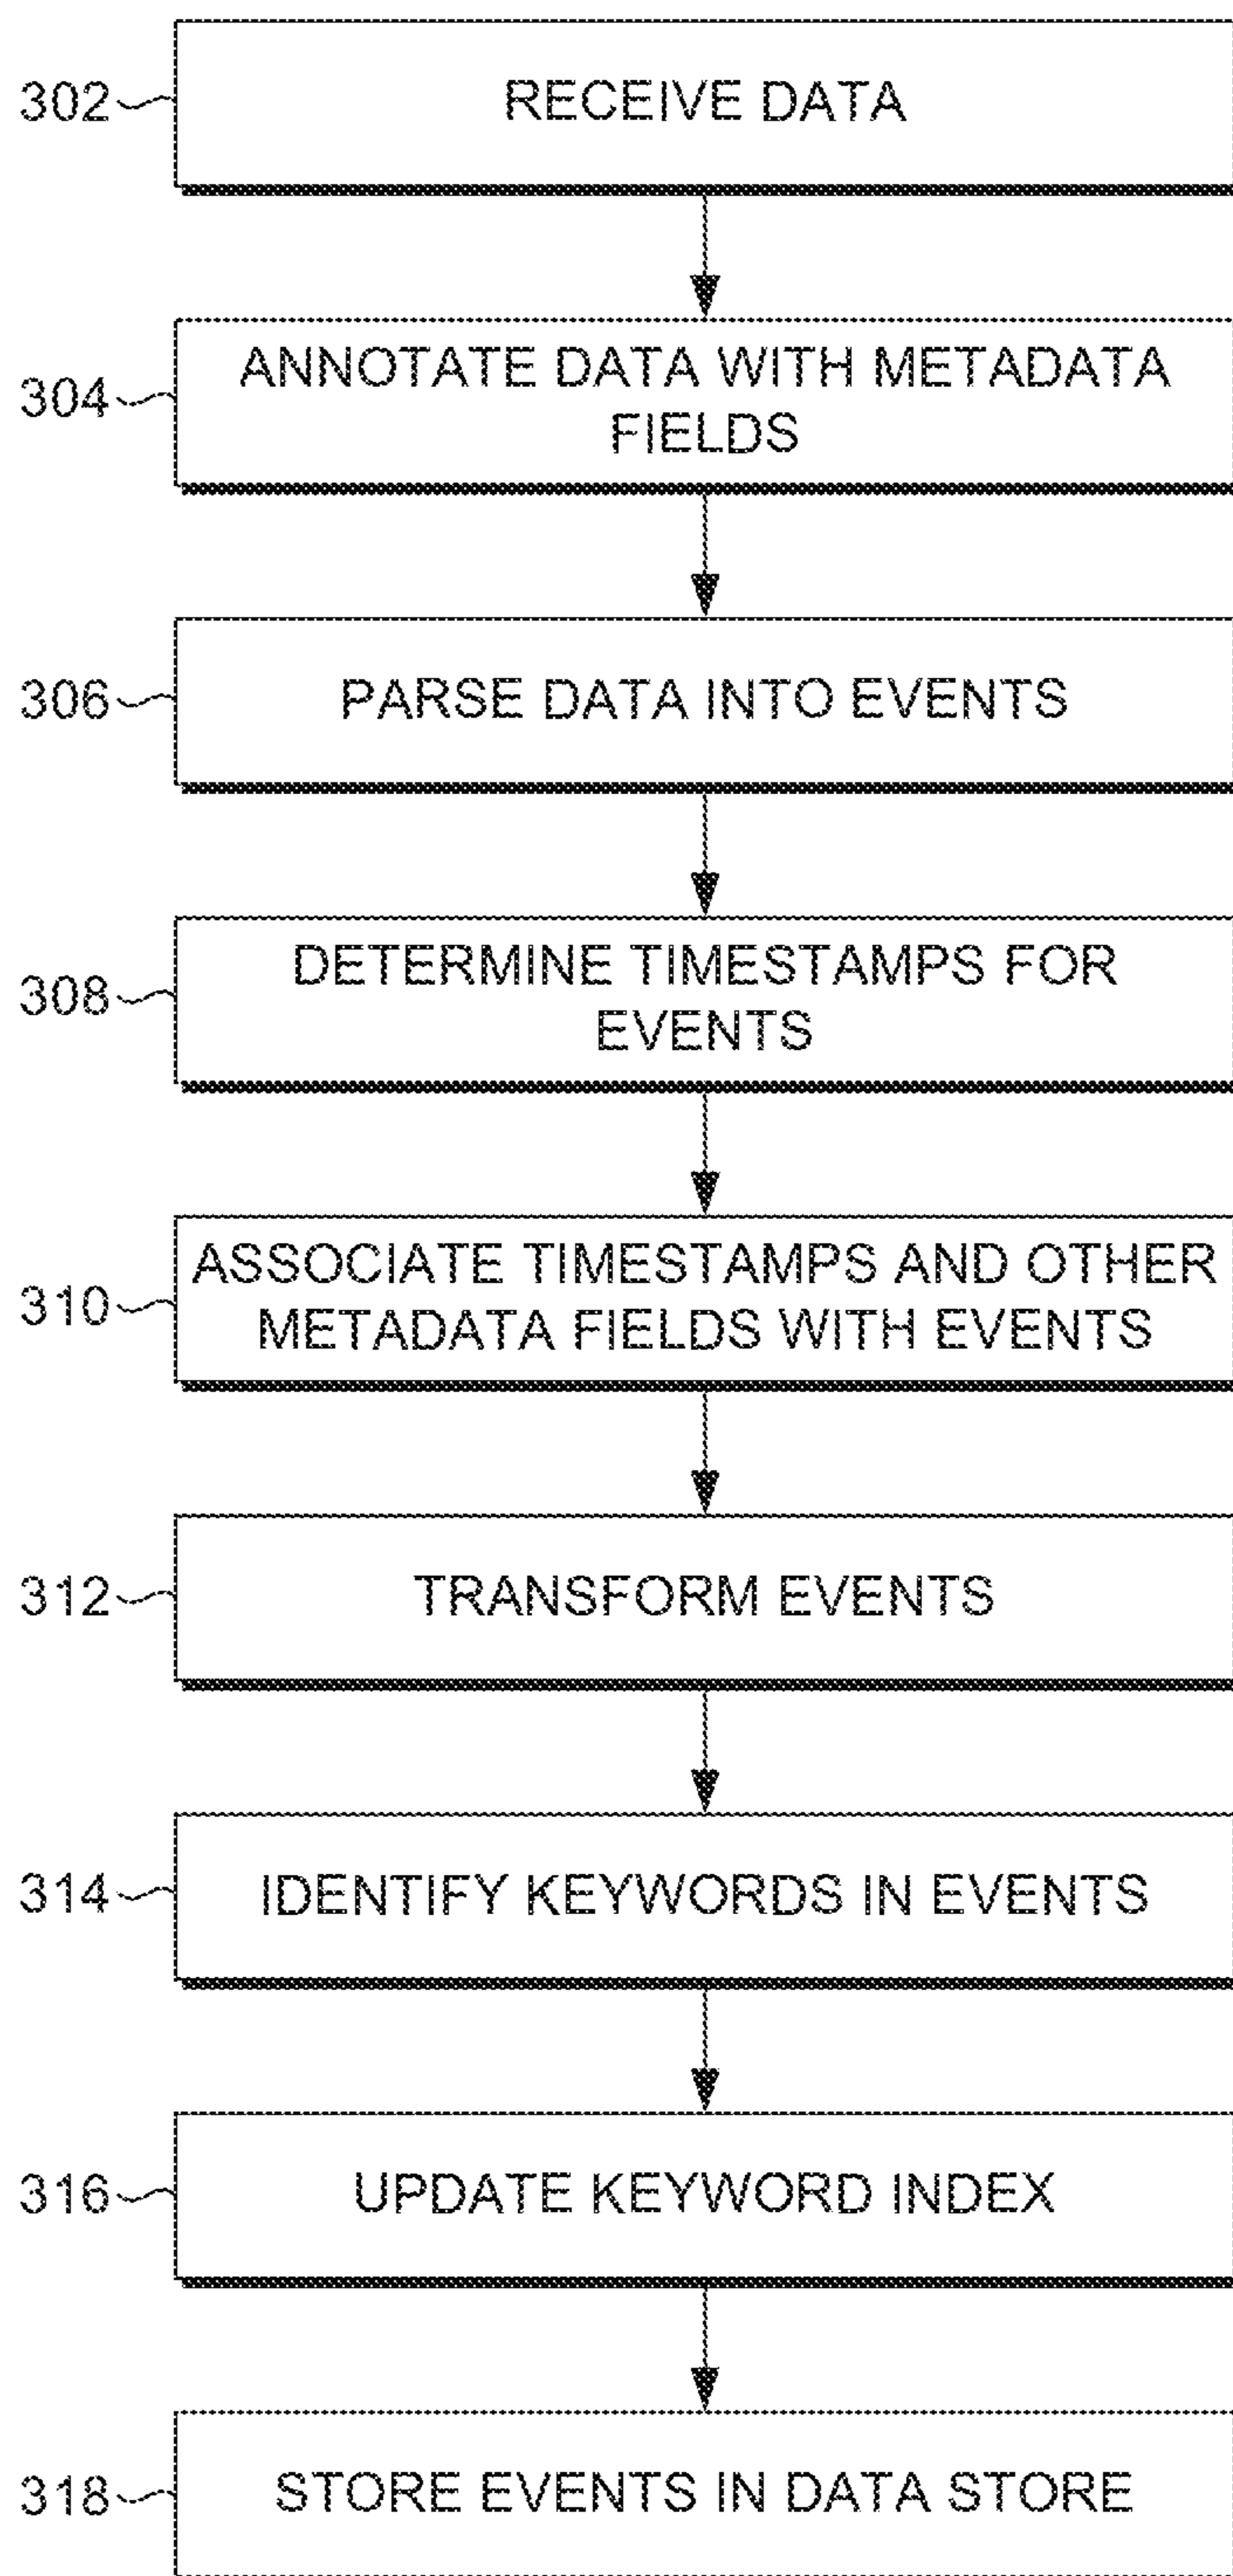 302
RECEIVE DATA
304
ANNOTATE DATA WITH METADATA
FIELDS
306
PARSE DATA INTO EVENTS
308
DETERMINE TIMESTAMPS FOR
EVENTS
310
ASSOCIATE TIMESTAMPS AND OTHER
METADATA FIELDS WITH EVENTS
312
TRANSFORM EVENTS
314
IDENTIFY KEYWORDS IN EVENTS
316
UPDATE KEYWORD INDEX
318
STORE EVENTS IN DATA STORE